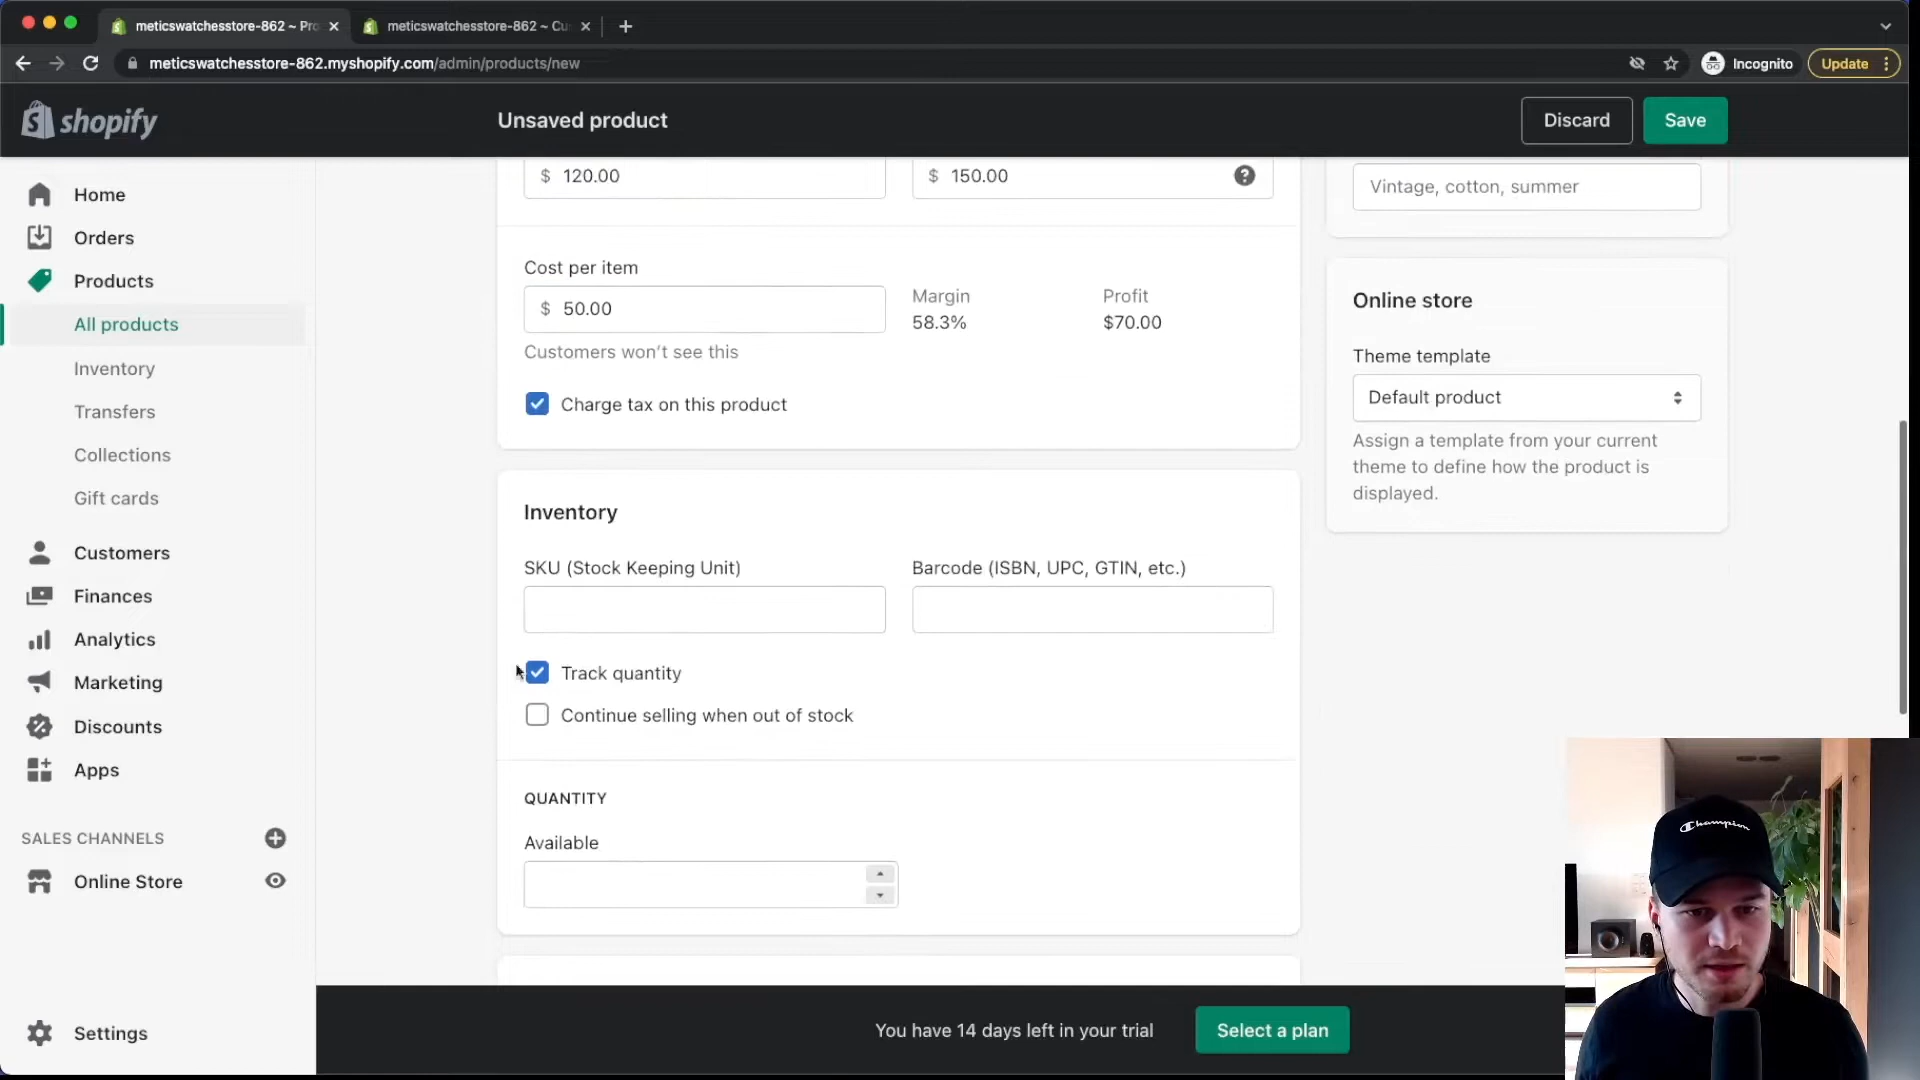 meticswatchesstore-862 ~ Pro
meticswatchesstore-862 ~ Cu
meticswatchesstore-862.myshopify.com/admin/products/new
Incognito
Update
shopify
Unsaved product
Discard
Save
Home
Orders
Products
All products
Inventory
Transfers
Collections
Gift cards
Customers
Finances
Analytics
Marketing
Discounts
Apps
SALES CHANNELS
Online Store
Settings
$ 120.00
$ 150.00
Cost per item
$ 50.00
Customers won't see this
Margin
58.3%
Profit
$70.00
Charge tax on this product
Inventory
SKU (Stock Keeping Unit)
Barcode (ISBN, UPC, GTIN, etc.)
Track quantity
Continue selling when out of stock
QUANTITY
Available
Vintage, cotton, summer
Online store
Theme template
Default product
Assign a template from your current
theme to define how the product is
displayed.
You have 14 days left in your trial
Select a plan
Champion